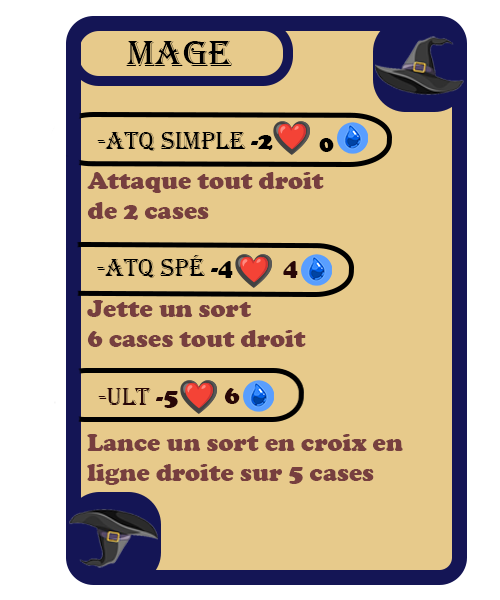 MAGE
=ATQ SIMPLE -2 0
Attaque tout droit
de 2 cases
=ATQ SPÉ -4 4
Jette un sort
6 cases tout droit
=ULT -5 6
Lance un sort en croix en
ligne droite sur 5 cases